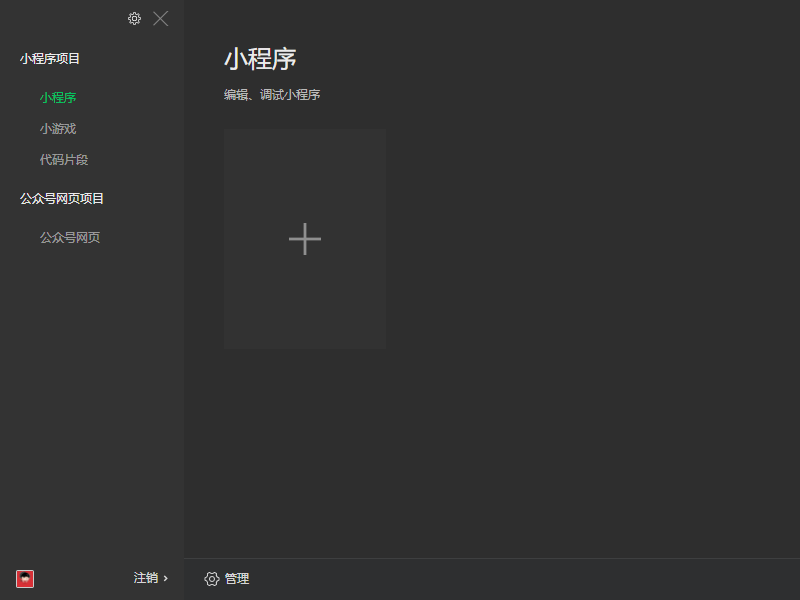 小程序项目
小程序
小游戏
代码片段
公众号网页项目
公众号网页
注销 ›
小程序
编辑、调试小程序
管理